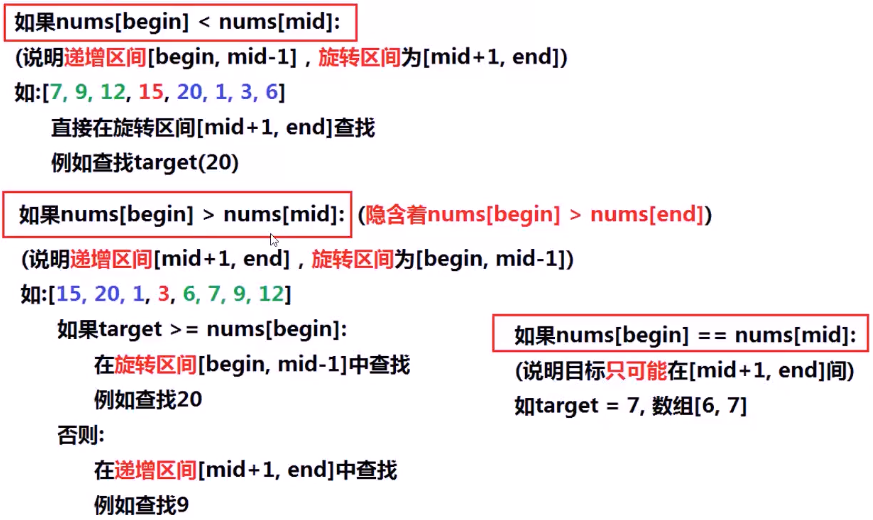 如果nums[begin] < nums[mid]:
(说明递增区间[begin, mid-1] , 旋转区间为[mid+1, end])
如:[7, 9, 12, 15, 20, 1, 3, 6]
直接在旋转区间[mid+1, end]查找
例如查找target(20)
如果nums[begin] > nums[mid]: (隐含着nums[begin] > nums[end])
(说明递增区间[mid+1, end] , 旋转区间为[begin, mid-1])
如:[15, 20, 1, 3, 6, 7, 9, 12]
如果target >= nums[begin]:
在旋转区间[begin, mid-1]中查找
例如查找20
否则:
在递增区间[mid+1, end]中查找
例如查找9
如果nums[begin] == nums[mid]:
(说明目标只可能在[mid+1, end]间)
如target = 7, 数组[6, 7]